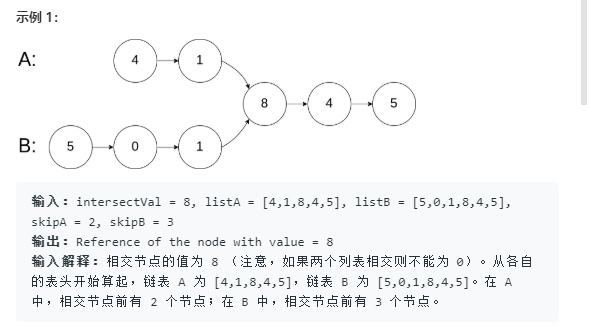 示例 1:
A: 4 1
8 4 5
B: 5 0 1
输入: intersectVal = 8, listA = [4,1,8,4,5], listB = [5,0,1,8,4,5],
skipA = 2, skipB = 3
输出: Reference of the node with value = 8
输入解释: 相交节点的值为 8 (注意, 如果两个列表相交则不能为 0)。从各自
的表头开始算起, 链表 A 为 [4,1,8,4,5], 链表 B 为 [5,0,1,8,4,5]。在 A
中, 相交节点前有 2 个节点; 在 B 中, 相交节点前有 3 个节点。